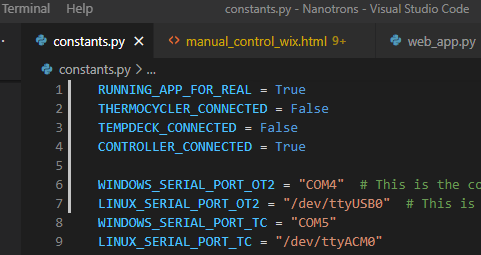 Terminal Help constants.py - Nanotrons - Visual Studio Code
constants.py × <> manual_control_wix.html 9+ web_app.py
constants.py > ...
1 RUNNING_APP_FOR_REAL = True
2 THERMOCYCLER_CONNECTED = False
3 TEMPDECK_CONNECTED = False
4 CONTROLLER_CONNECTED = True
5
6 WINDOWS_SERIAL_PORT_OT2 = "COM4" # This is the co
7 LINUX_SERIAL_PORT_OT2 = "/dev/ttyUSB0" # This is
8 WINDOWS_SERIAL_PORT_TC = "COM5"
9 LINUX_SERIAL_PORT_TC = "/dev/ttyACM0"